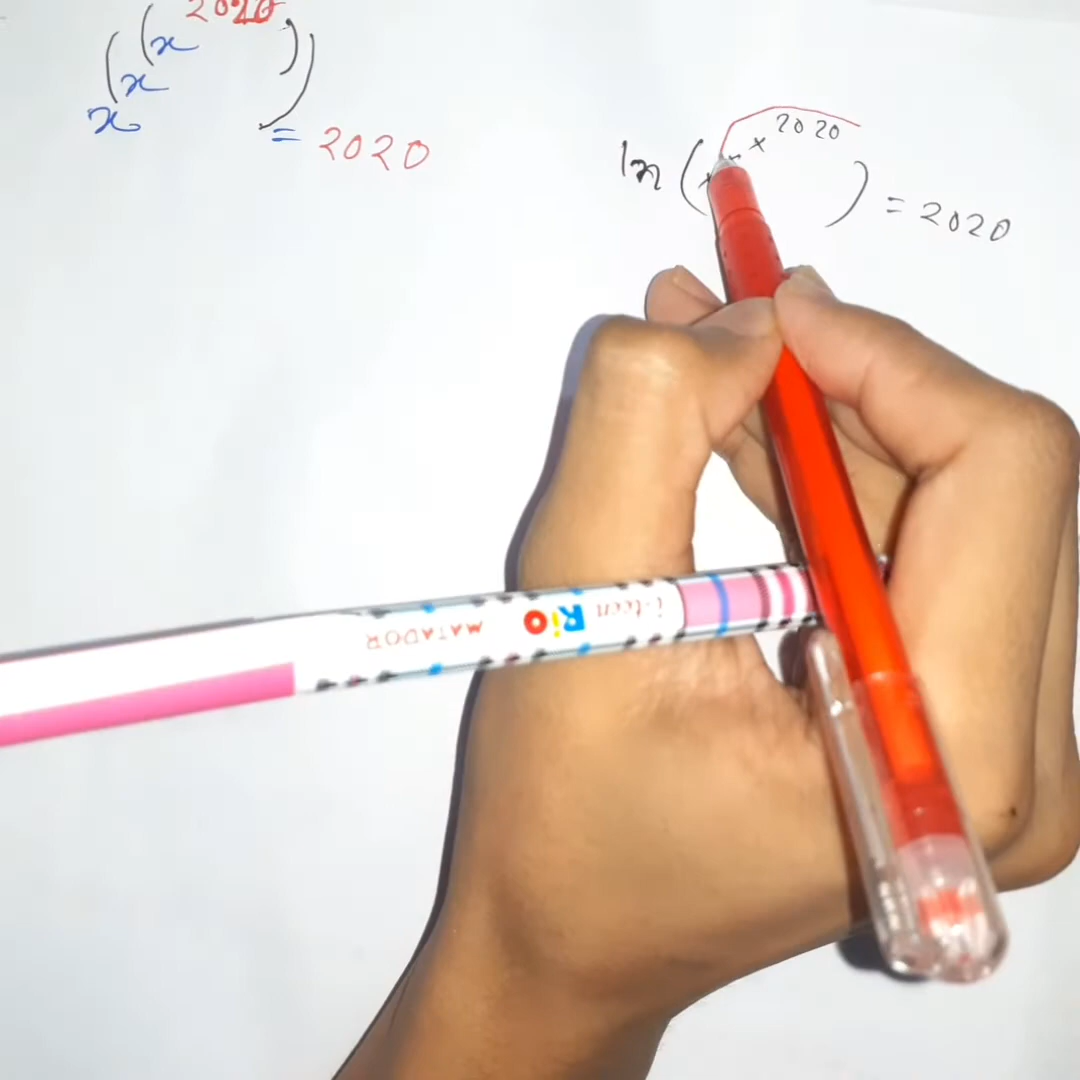 x^(x^(x^2020)) = 2020
ln (x^x^x^2020) = 2020
MATADOR i-teen RiO